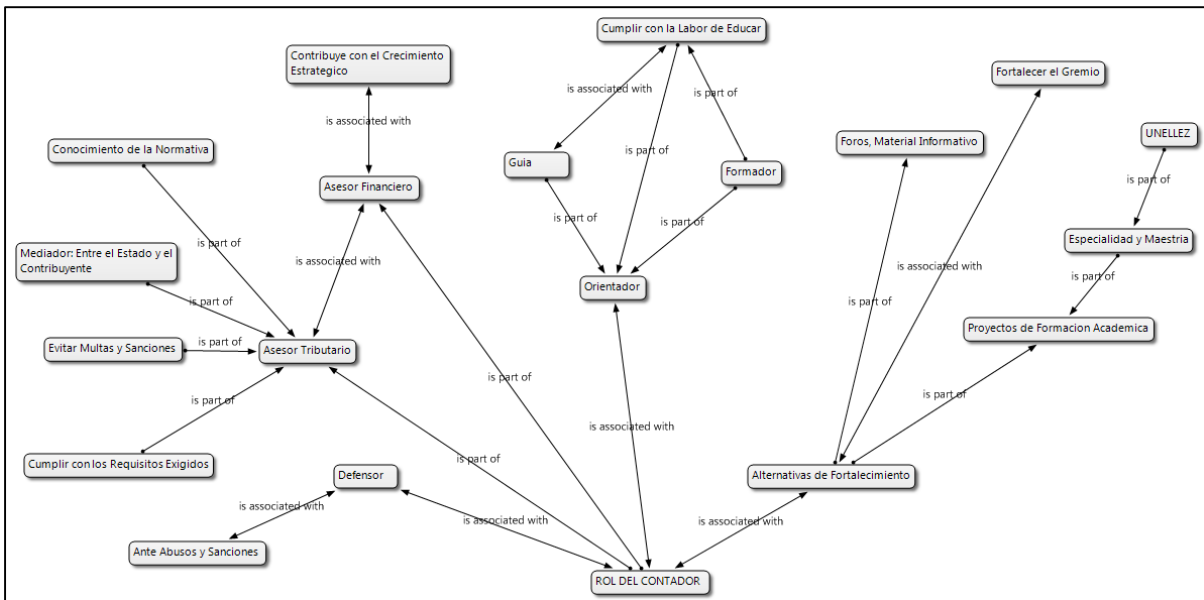 Cumplir con la Labor de Educar
Contribuye con el Crecimiento
Estrategico
Fortalecer el Gremio
is associated with
is part of
is associated with
Conocimiento de la Normativa
Foros, Material Informativo
UNELLEZ
is part of
Guia
Formador
Asesor Financiero
is part of
is part of
is part of
is part of
Mediador: Entre el Estado y el
Contribuyente
Especialidad y Maestria
is associated with
is associated with
is part of
Orientador
is part of
is part of
Proyectos de Formacion Academica
Evitar Multas y Sanciones
is part of
Asesor Tributario
is part of
is part of
is part of
is associated with
is part of
Cumplir con los Requisitos Exigidos
is part of
Defensor
Alternativas de Fortalecimiento
is associated with
is associated with
is associated with
Ante Abusos y Sanciones
ROL DEL CONTADOR